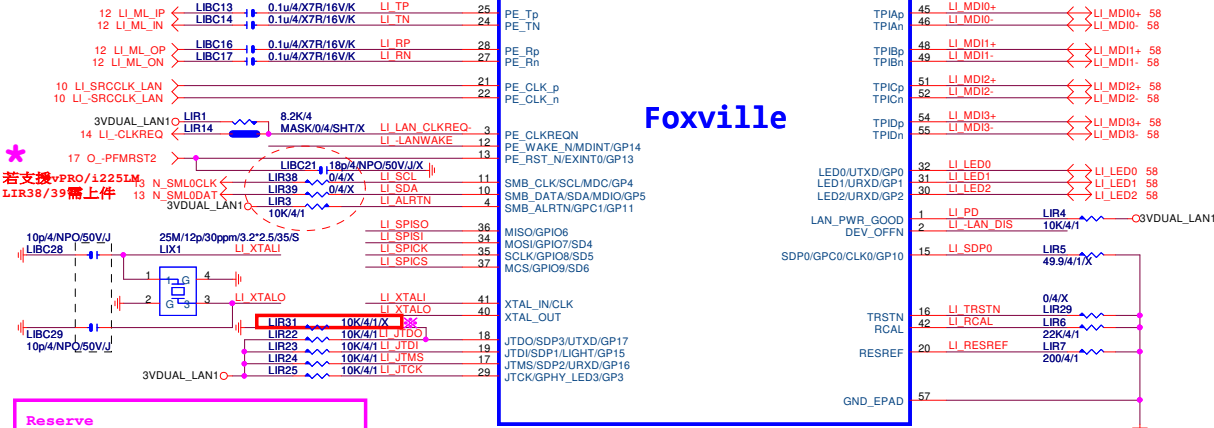 12 LI_ML_IP LIBC13 0.1u/4/X7R/16V/K LI_TP 25 PE_Tp TPIAp 45 LI_MDI0+ LI_MDI0+ 58
12 LI_ML_IN LIBC14 0.1u/4/X7R/16V/K LI_TN 24 PE_TN TPIAn 46 LI_MDI0- LI_MDI0- 58
12 LI_ML_OP LIBC16 0.1u/4/X7R/16V/K LI_RP 28 PE_Rp TPIBp 48 LI_MDI1+ LI_MDI1+ 58
12 LI_ML_ON LIBC17 0.1u/4/X7R/16V/K LI_RN 27 PE_Rn TPIBn 49 LI_MDI1- LI_MDI1- 58
10 LI_SRCCLK_LAN 21 PE_CLK_p TPICp 51 LI_MDI2+ LI_MDI2+ 58
10 LI_-SRCCLK_LAN 22 PE_CLK_n TPICn 52 LI_MDI2- LI_MDI2- 58
Foxville
3VDUAL_LAN1 LIR1 8.2K/4 TPIDp 54 LI_MDI3+ LI_MDI3+ 58
14 LI_-CLKREQ LIR14 MASK/0/4/SHT/X LI_LAN_CLKREQ- 3 PE_CLKREQN TPIDn 55 LI_MDI3- LI_MDI3- 58
LI_-LANWAKE 12 PE_WAKE_N/MDINT/GP14
17 O_-PFMRST2 13 PE_RST_N/EXINT0/GP13
*
LIBC21 18p/4/NPO/50V/J/X LED0/UTXD/GP0 32 LI_LED0 LI_LED0 58
若支援vPRO/i225LM 13 N_SML0CLK LIR38 0/4/X LI_SCL 11 SMB_CLK/SCL/MDC/GP4 LED1/URXD/GP1 31 LI_LED1 LI_LED1 58
LIR38/39需上件 13 N_SML0DAT LIR39 0/4/X LI_SDA 10 SMB_DATA/SDA/MDIO/GP5 LED2/URXD/GP2 30 LI_LED2 LI_LED2 58
3VDUAL_LAN1 LIR3 10K/4/1 LI_ALRTN 4 SMB_ALRTN/GPC1/GP11
LAN_PWR_GOOD 1 LI_PD LIR4 10K/4/1 3VDUAL_LAN1
LI_SPISO 36 MISO/GPIO6 DEV_OFFN 2 LI_-LAN_DIS
10p/4/NPO/50V/J 25M/12p/30ppm/3.2*2.5/35/S LI_SPISI 34 MOSI/GPIO7/SD4
LIBC28 LIX1 LI_XTALI LI_SPICK 35 SCLK/GPIO8/SD5 SDP0/GPC0/CLK0/GP10 15 LI_SDP0 LIR5 49.9/4/1/X
LI_SPICS 37 MCS/GPIO9/SD6
1 1 G 4
2 G 3 3 LI_XTALO LI_XTALI 41 XTAL_IN/CLK
LI_XTALO 40 XTAL_OUT TRSTN 16 LI_TRSTN 0/4/X LIR29
LIBC29 LIR31 10K/4/1/X RCAL 42 LI_RCAL LIR6 22K/4/1
10p/4/NPO/50V/J LIR22 10K/4/1 LI_JTDO 18 JTDO/SDP3/UTXD/GP17
LIR23 10K/4/1 LI_JTDI 19 JTDI/SDP1/LIGHT/GP15 RESREF 20 LI_RESREF LIR7 200/4/1
LIR24 10K/4/1 LI_JTMS 17 JTMS/SDP2/URXD/GP16
3VDUAL_LAN1 LIR25 10K/4/1 LI_JTCK 29 JTCK/GPHY_LED3/GP3
GND_EPAD 57
Reserve